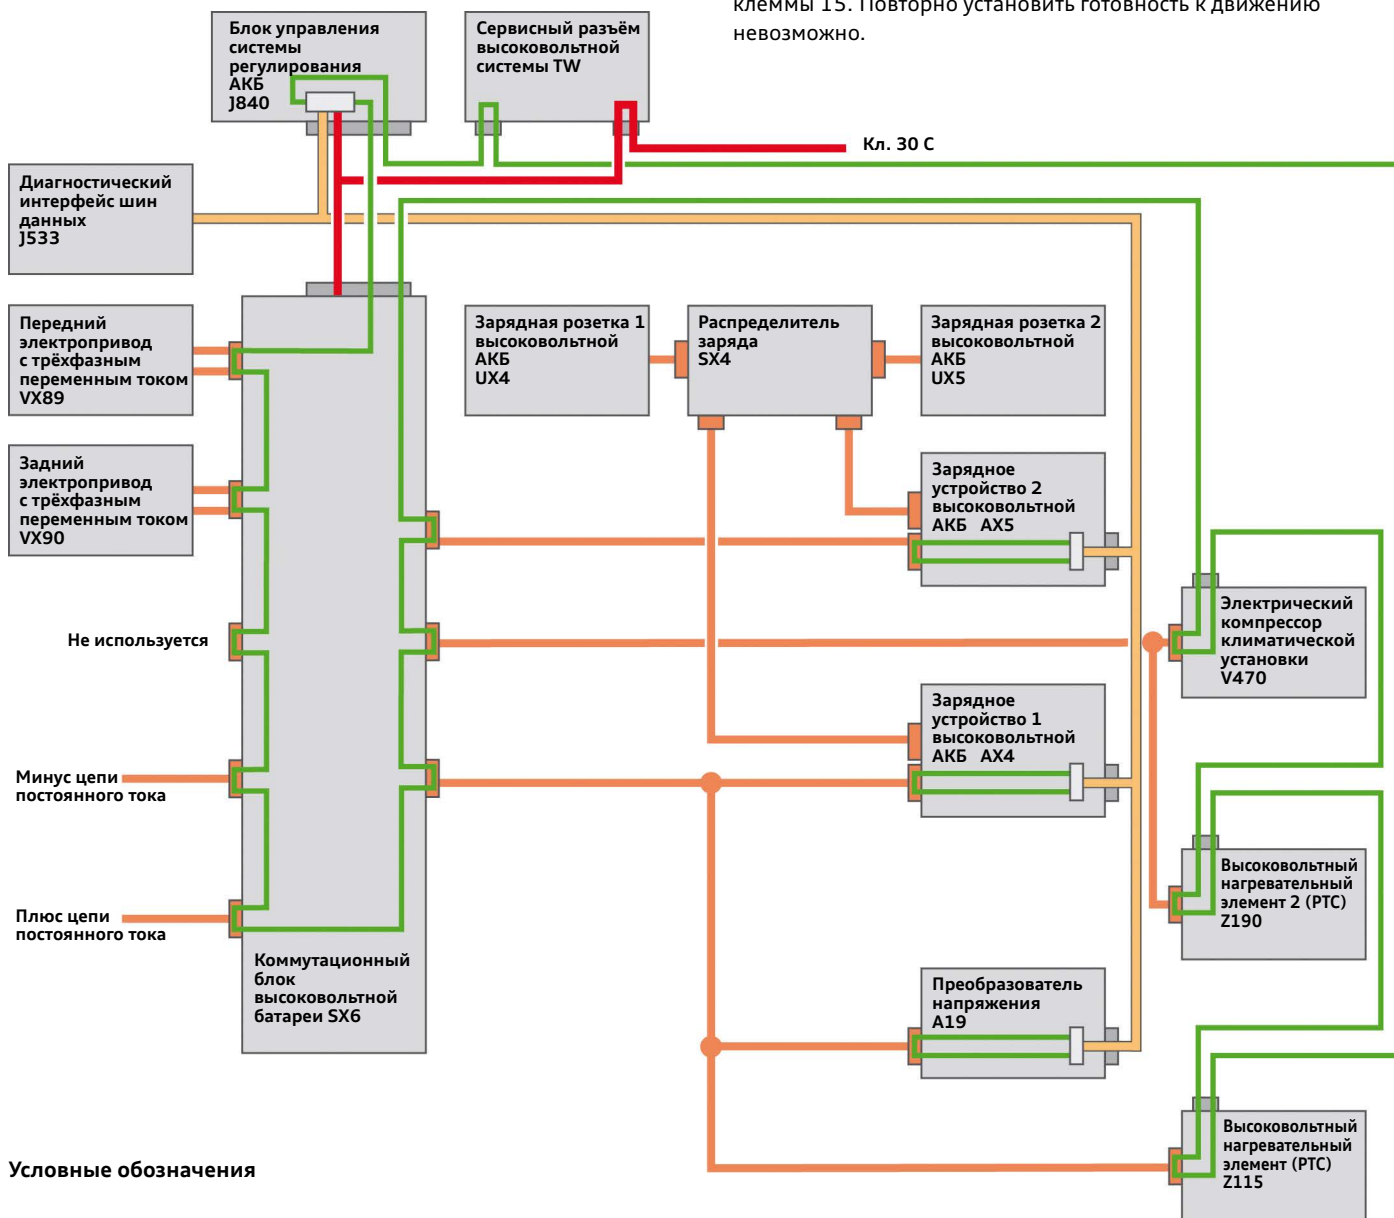 клеммы 15. Повторно установить готовность к движению
невозможно.
Блок управления
системы
регулирования
АКБ
J840
Сервисный разъём
высоковольтной
системы TW
Кл. 30 С
Диагностический
интерфейс шин
данных
J533
Передний
электропривод
с трёхфазным
переменным током
VX89
Зарядная розетка 1
высоковольтной
АКБ
UX4
Распределитель
заряда
SX4
Зарядная розетка 2
высоковольтной
АКБ
UX5
Задний
электропривод
с трёхфазным
переменным током
VX90
Зарядное
устройство 2
высоковольтной
АКБ AX5
Не используется
Электрический
компрессор
климатической
установки
V470
Зарядное
устройство 1
высоковольтной
АКБ AX4
Минус цепи
постоянного тока
Высоковольтный
нагревательный
элемент 2 (PTC)
Z190
Плюс цепи
постоянного тока
Коммутационный
блок
высоковольтной
батареи SX6
Преобразователь
напряжения
A19
Высоковольтный
нагревательный
элемент (PTC)
Z115
Условные обозначения